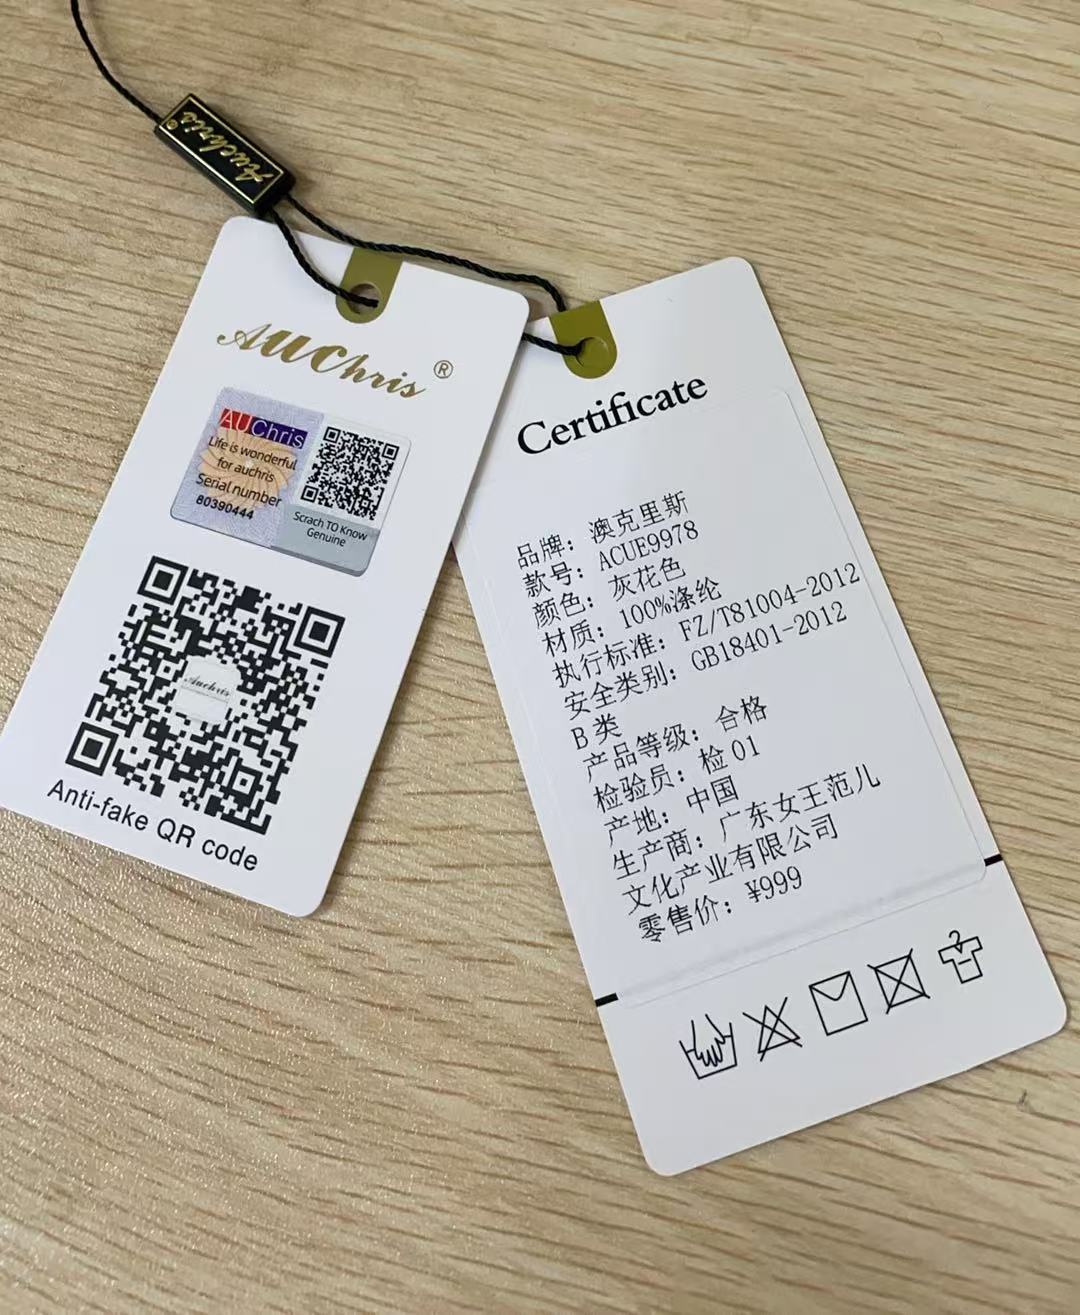 Auchris®
AUChris®
AUChris
Life is wonderful
for auchris
Serial number
80390444
Scrach TO Know
Genuine
Auchris
Anti-fake QR code
Certificate
品牌：澳克里斯
款号：ACUE9978
颜色：灰花色
材质：100%涤纶
执行标准：FZ/T81004-2012
安全类别：GB18401-2012
B类
产品等级：合格
检验员：检01
产地：中国
生产商：广东女王范儿
文化产业有限公司
零售价：¥999